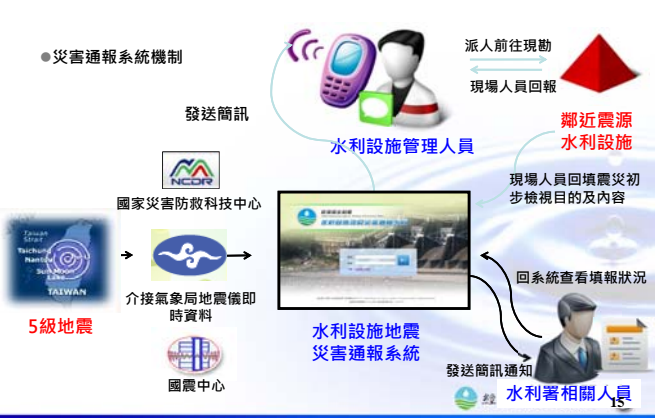 ●災害通報系統機制
派人前往現勘
現場人員回報
發送簡訊
水利設施管理人員
鄰近震源
水利設施
NCDR
國家災害防救科技中心
現場人員回填震災初
步檢視目的及內容
Taiwan
Strait
Taichung
Nantou
Sun Moon
Lake
TAIWAN
5級地震
介接氣象局地震儀即
時資料
國震中心
水利設施地震
災害通報系統
回系統查看填報狀況
發送簡訊通知
水利署相關人員
15